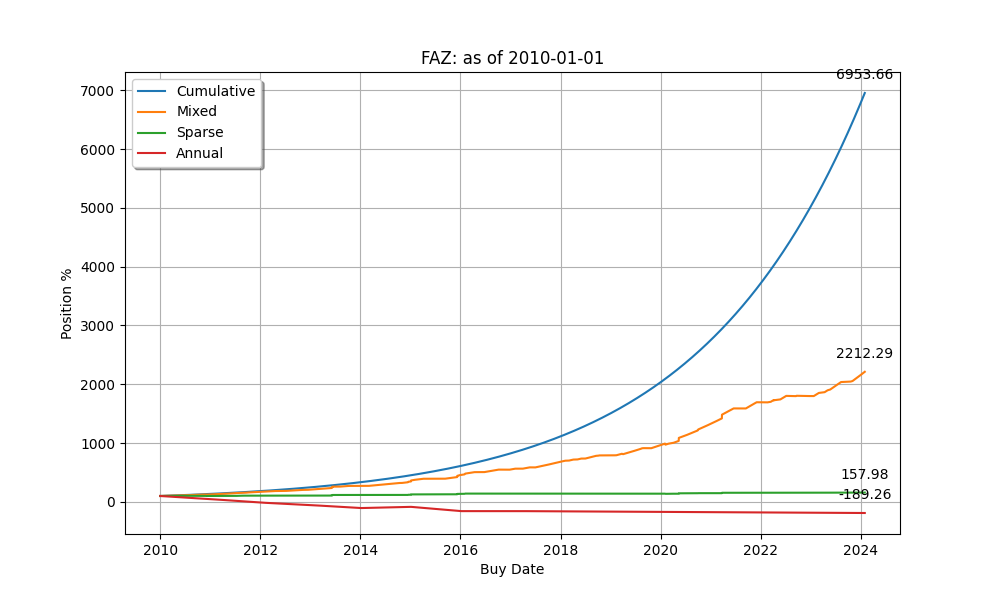 FAZ: as of 2010-01-01
Cumulative
Mixed
Sparse
Annual
6953.66
2212.29
157.98
-189.26
Position %
7000
6000
5000
4000
3000
2000
1000
0
2010 2012 2014 2016 2018 2020 2022 2024
Buy Date